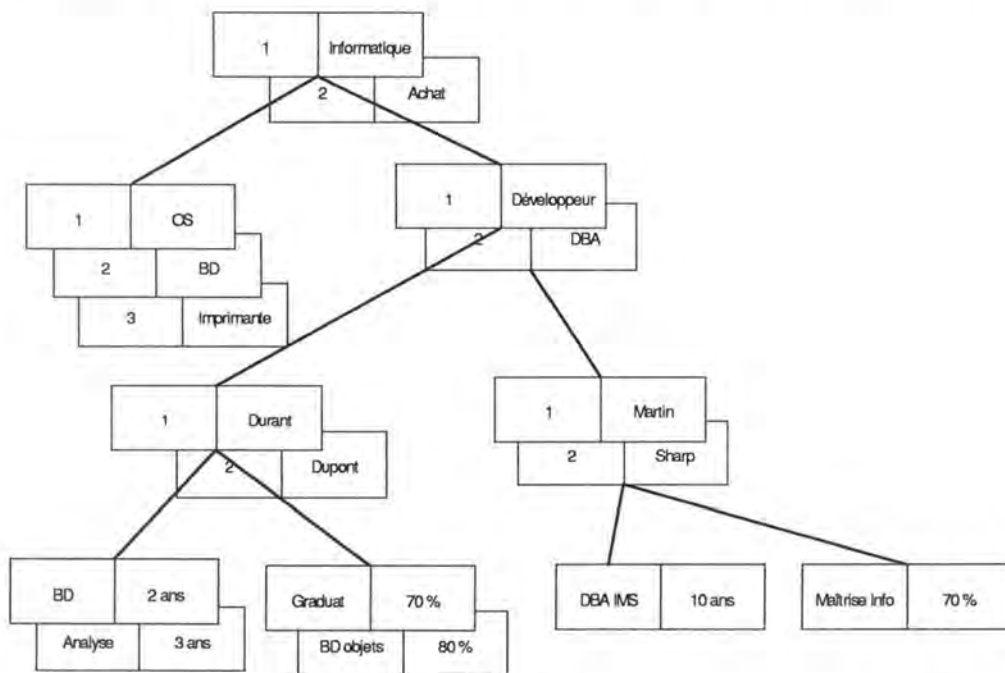 1 Informatique
2 Achat
1 Développeur
2 DBA
1 OS
2 BD
3 Imprimante
1 Durant
2 Dupont
1 Martin
2 Sharp
BD 2 ans
Analyse 3 ans
Graduat 70 %
BD objets 80 %
DBA IMS 10 ans
Maîtrise Info 70 %